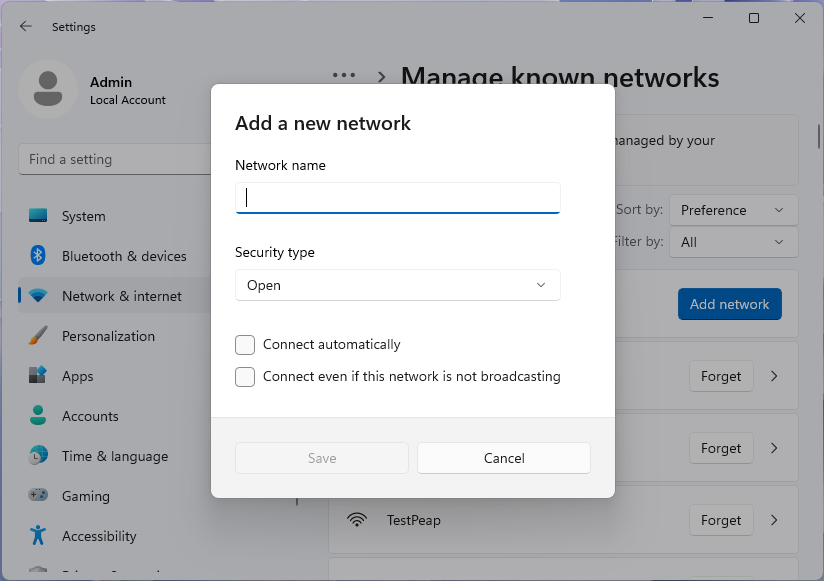 Settings
Admin
Local Account
Find a setting
System
Bluetooth & devices
Network & internet
Personalization
Apps
Accounts
Time & language
Gaming
Accessibility
Manage known networks
managed by your
Sort by: Preference
Filter by: All
Add network
Forget
Forget
TestPeap Forget
Add a new network
Network name
Security type
Open
Connect automatically
Connect even if this network is not broadcasting
Save Cancel